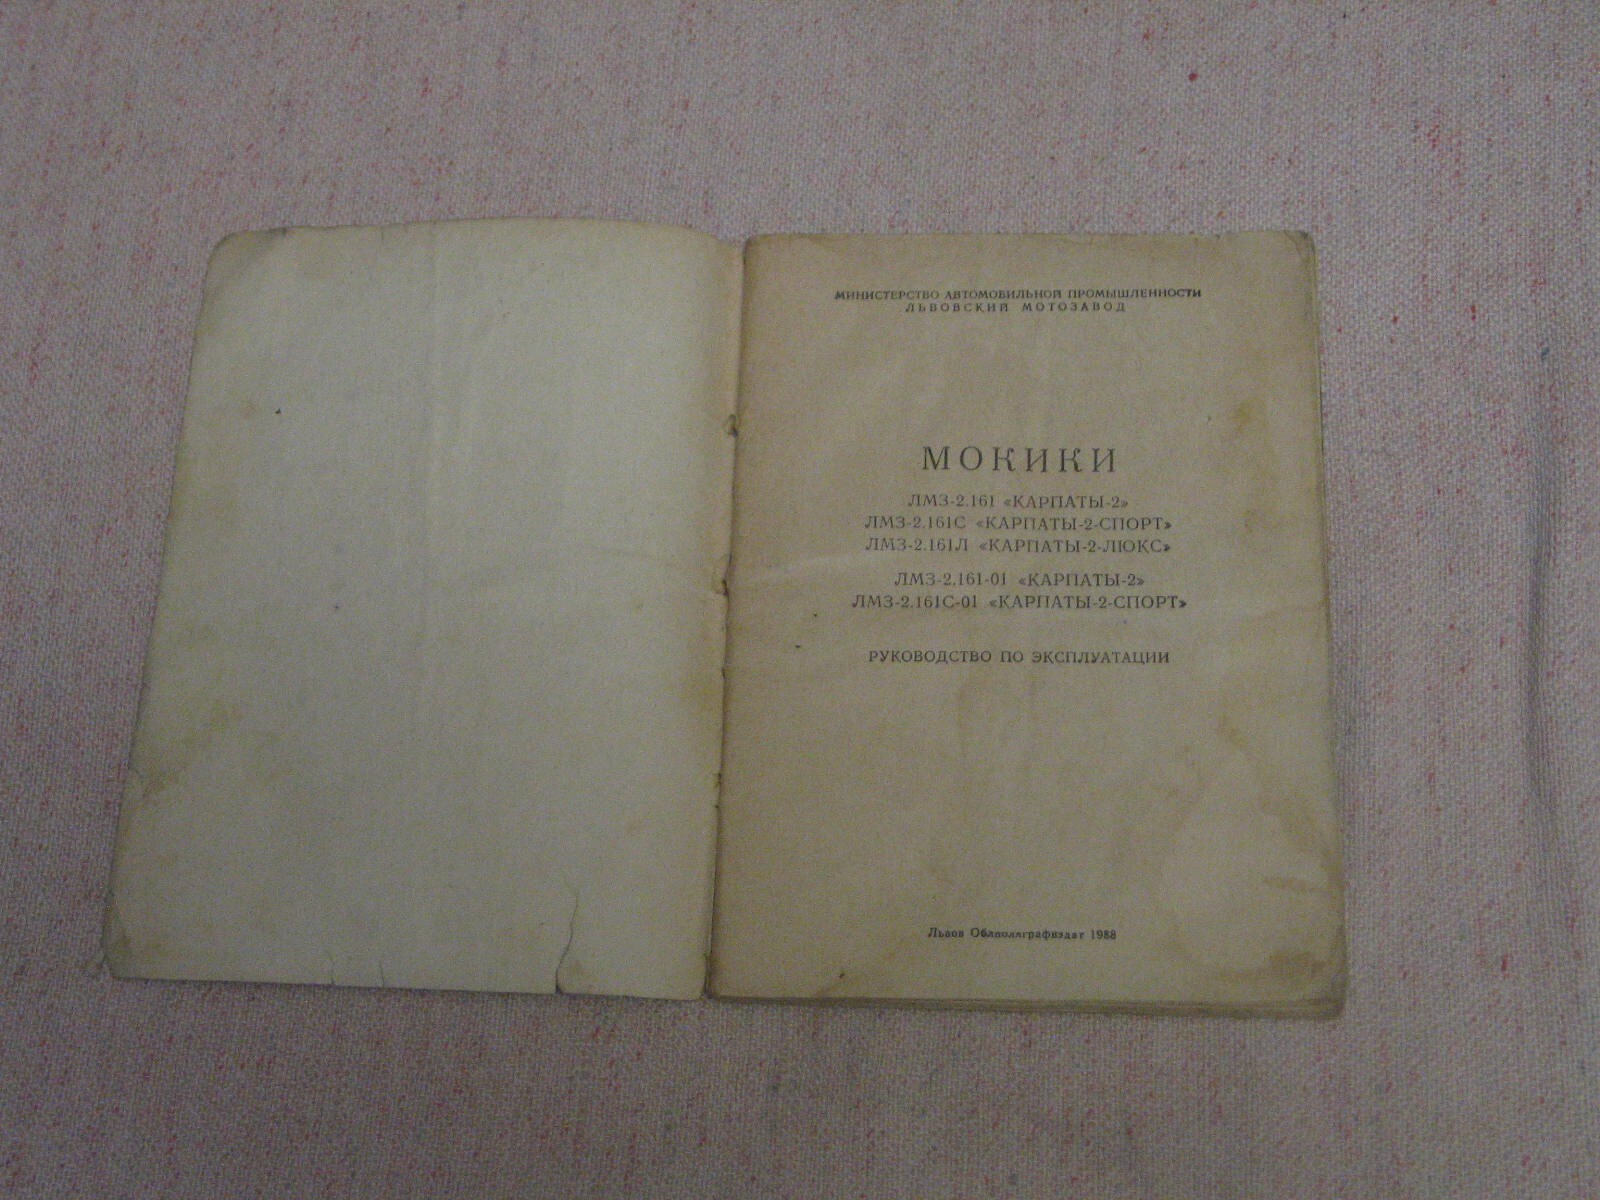 МИНИСТЕРСТВО АВТОМОБИЛЬНОЙ ПРОМЫШЛЕННОСТИ
ЛЬВОВСКИЙ МОТОЗАВОД
МОКИКИ
ЛМЗ-2.161 «КАРПАТЫ-2»
ЛМЗ-2.161С «КАРПАТЫ-2-СПОРТ»
ЛМЗ-2.161Л «КАРПАТЫ-2-ЛЮКС»
ЛМЗ-2.161-01 «КАРПАТЫ-2»
ЛМЗ-2.161С-01 «КАРПАТЫ-2-СПОРТ»
РУКОВОДСТВО ПО ЭКСПЛУАТАЦИИ
Львов Облполиграфиздат 1988